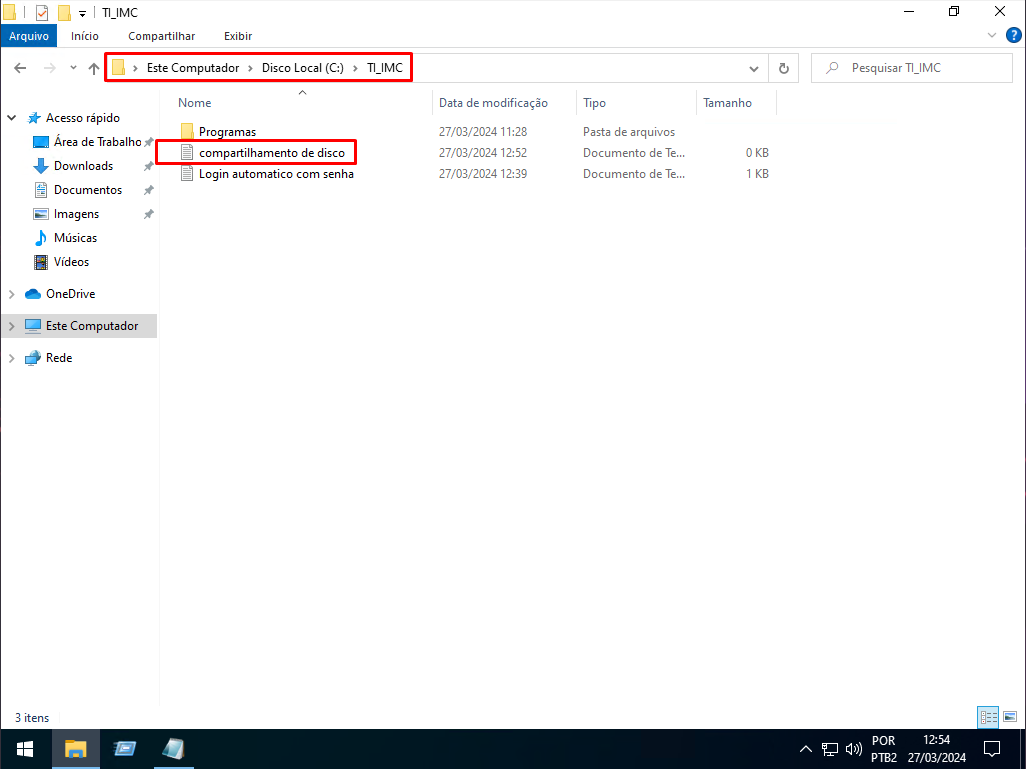 TI_IMC
Arquivo Início Compartilhar Exibir
Este Computador Disco Local (C:) TI_IMC Pesquisar TI_IMC
Nome Data de modificação Tipo Tamanho
Programas 27/03/2024 11:28 Pasta de arquivos
compartilhamento de disco 27/03/2024 12:52 Documento de Te... 0 KB
Login automatico com senha 27/03/2024 12:39 Documento de Te... 1 KB
Acesso rápido
Área de Trabalho
Downloads
Documentos
Imagens
Músicas
Vídeos
OneDrive
Este Computador
Rede
3 itens
POR 12:54
PTB2 27/03/2024